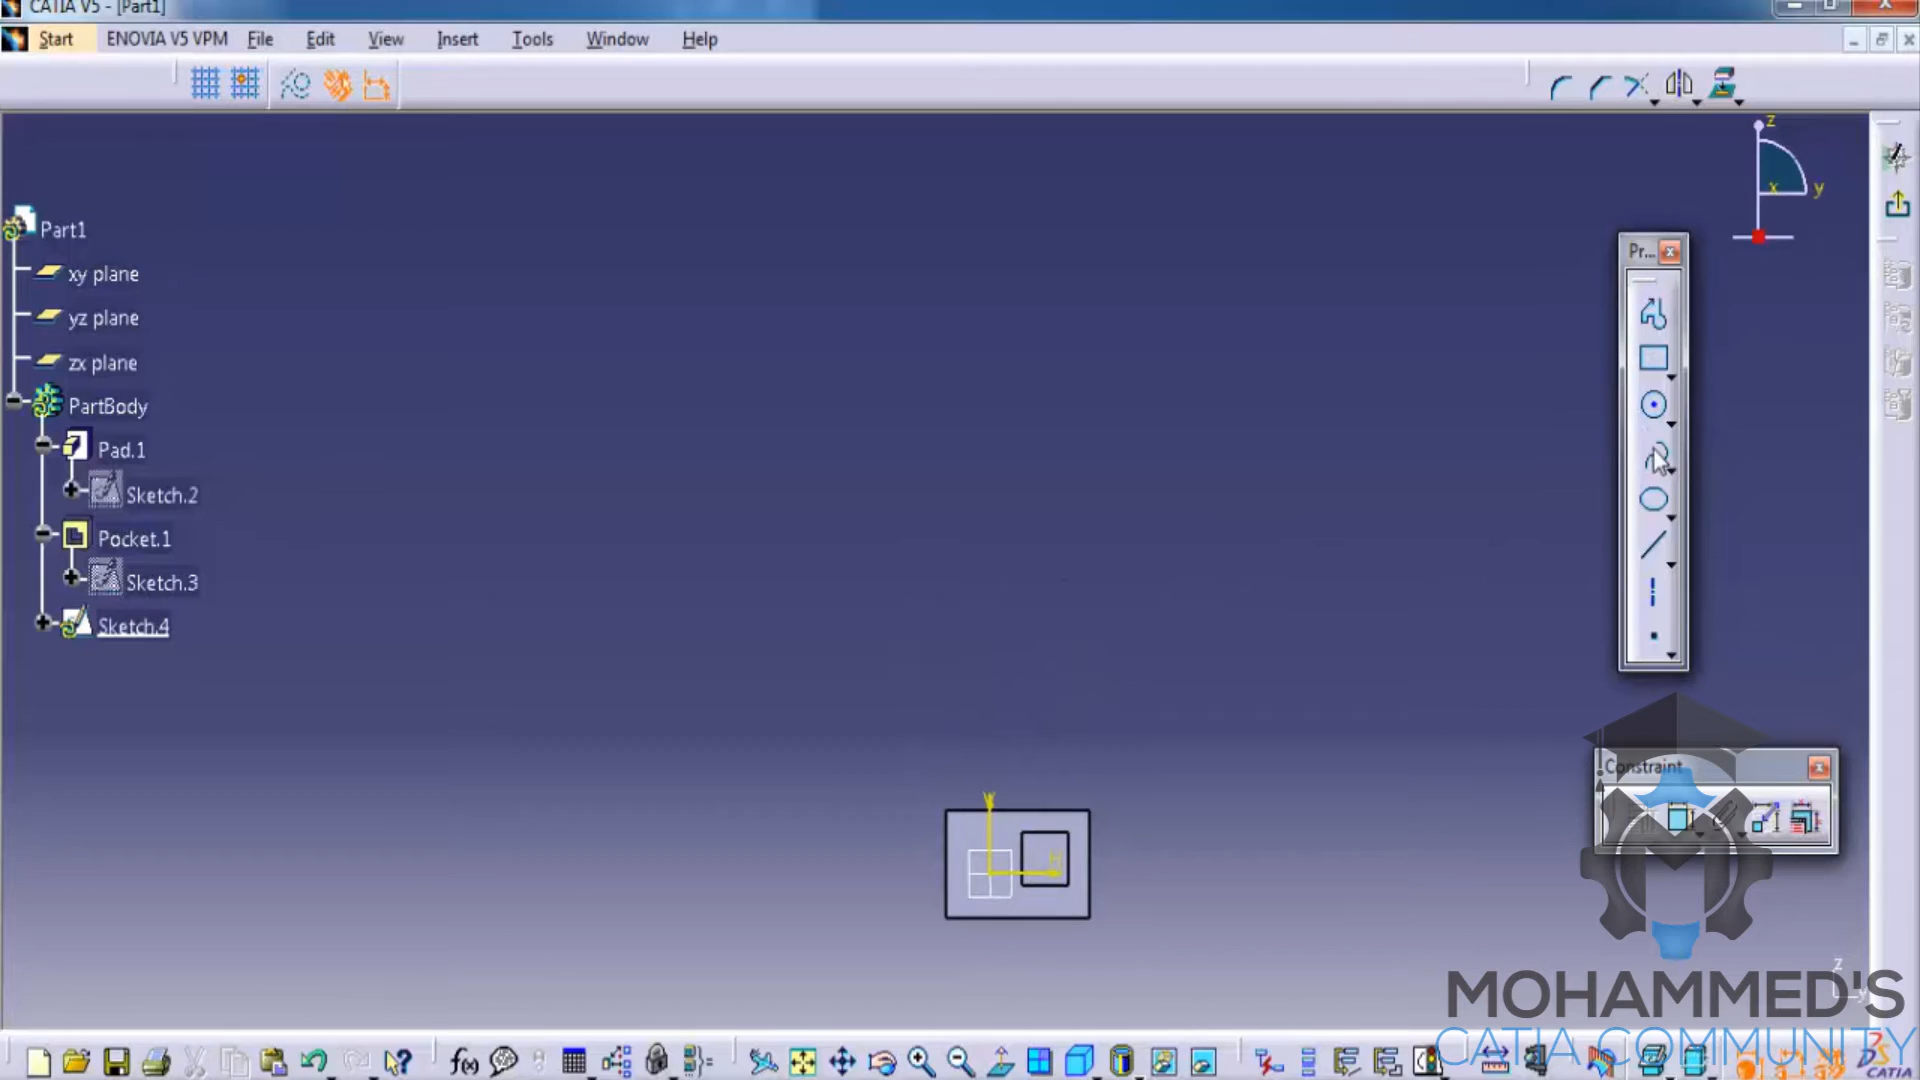 CATIA V5 - [Part1]
Start ENOVIA V5 VPM File Edit View Insert Tools Window Help
z
x y
Part1
xy plane
yz plane
zx plane
PartBody
Pad.1
Sketch.2
Pocket.1
Sketch.3
Sketch.4
Pr...
Constraint
V
H
z
y
MOHAMMED'S
CATIA COMMUNITY
f(x)
CATIA